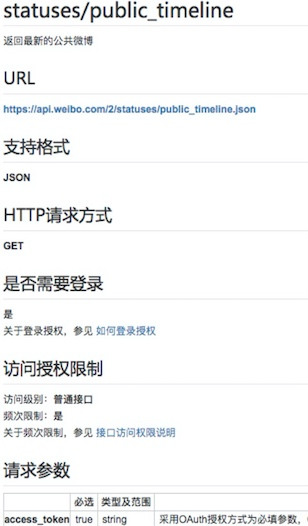 statuses/public_timeline
返回最新的公共微博
URL
https://api.weibo.com/2/statuses/public_timeline.json
支持格式
JSON
HTTP请求方式
GET
是否需要登录
是
关于登录授权，参见 如何登录授权
访问授权限制
访问级别：普通接口
频次限制：是
关于频次限制，参见 接口访问权限说明
请求参数
必选 类型及范围
access_token true string 采用OAuth授权方式为必填参数，